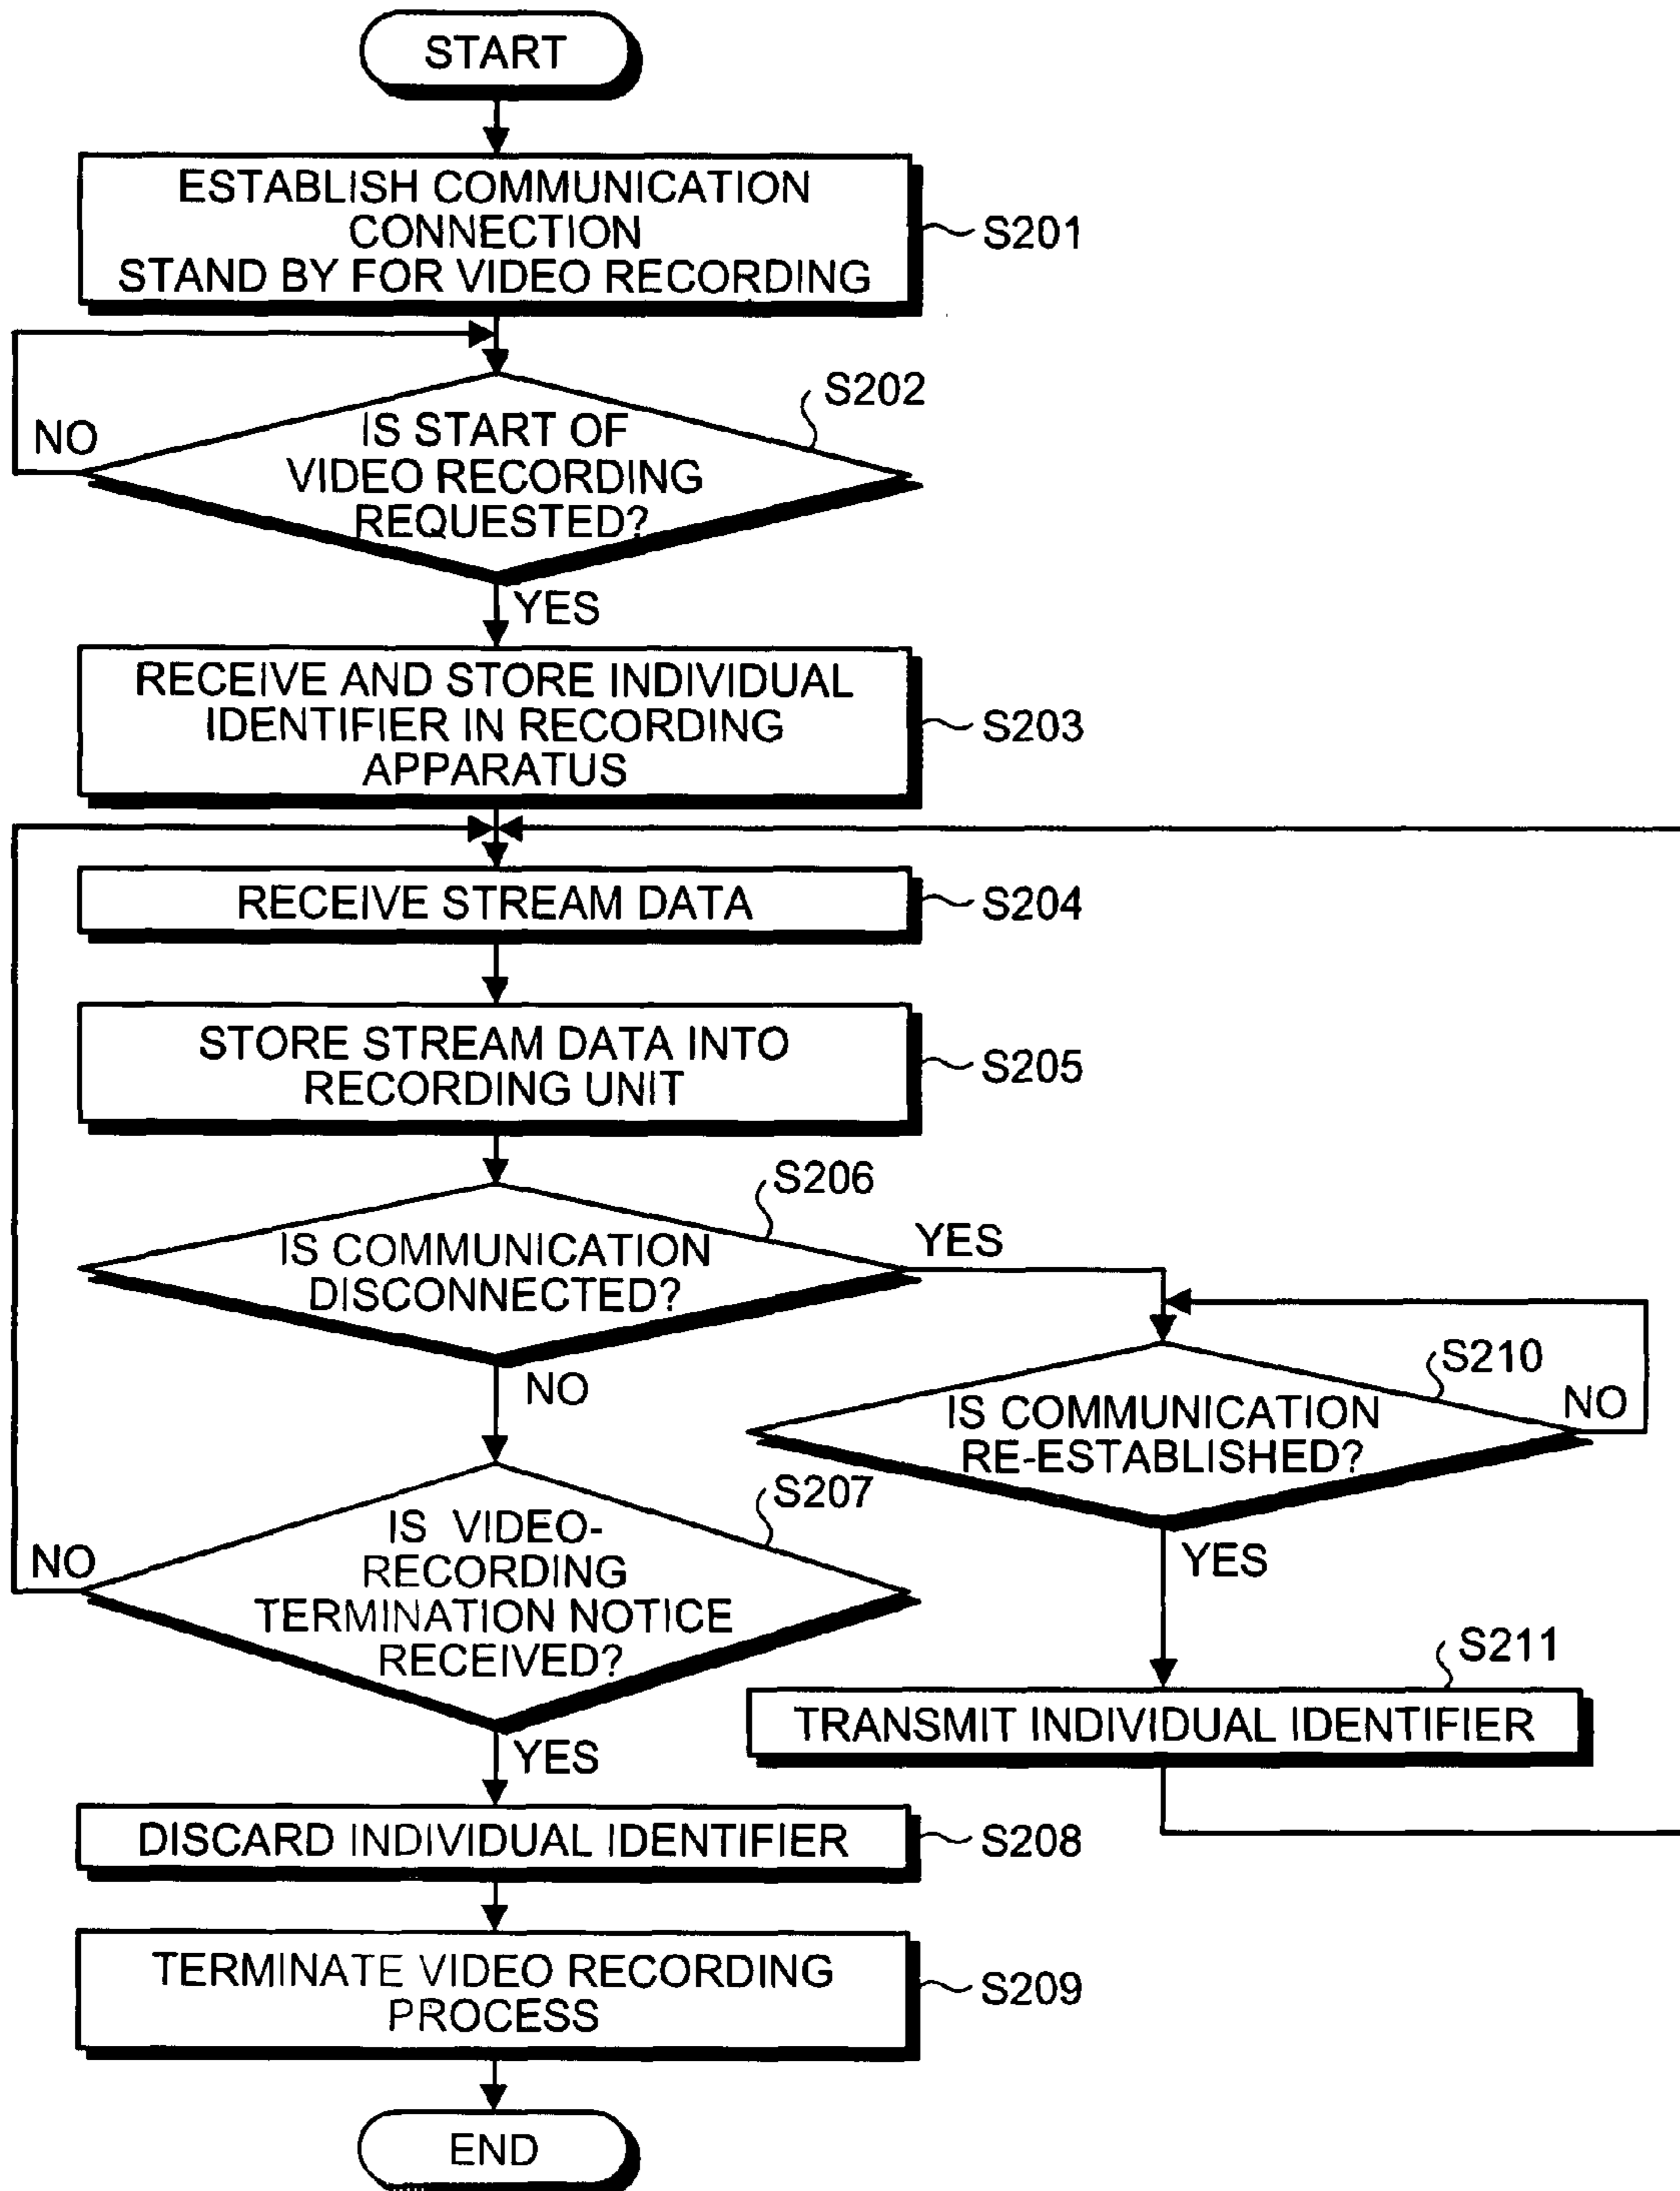 START
ESTABLISH COMMUNICATION
CONNECTION
STAND BY FOR VIDEO RECORDING
S201
S202
NO
IS START OF
VIDEO RECORDING
REQUESTED?
YES
RECEIVE AND STORE INDIVIDUAL
IDENTIFIER IN RECORDING
APPARATUS
S203
RECEIVE STREAM DATA
S204
STORE STREAM DATA INTO
RECORDING UNIT
S205
S206
IS COMMUNICATION
DISCONNECTED?
YES
NO
S210
IS COMMUNICATION
RE-ESTABLISHED?
NO
YES
S207
IS VIDEO-
RECORDING
TERMINATION NOTICE
RECEIVED?
NO
YES
S211
TRANSMIT INDIVIDUAL IDENTIFIER
DISCARD INDIVIDUAL IDENTIFIER
S208
TERMINATE VIDEO RECORDING
PROCESS
S209
END